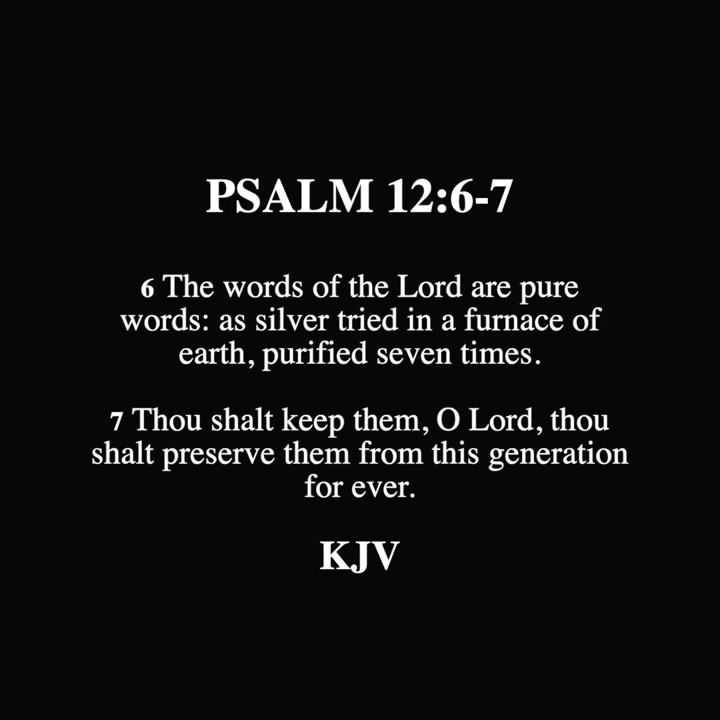 PSALM 12:6-7
6 The words of the Lord are pure
words: as silver tried in a furnace of
earth, purified seven times.
7 Thou shalt keep them, O Lord, thou
shalt preserve them from this generation
for ever.
KJV